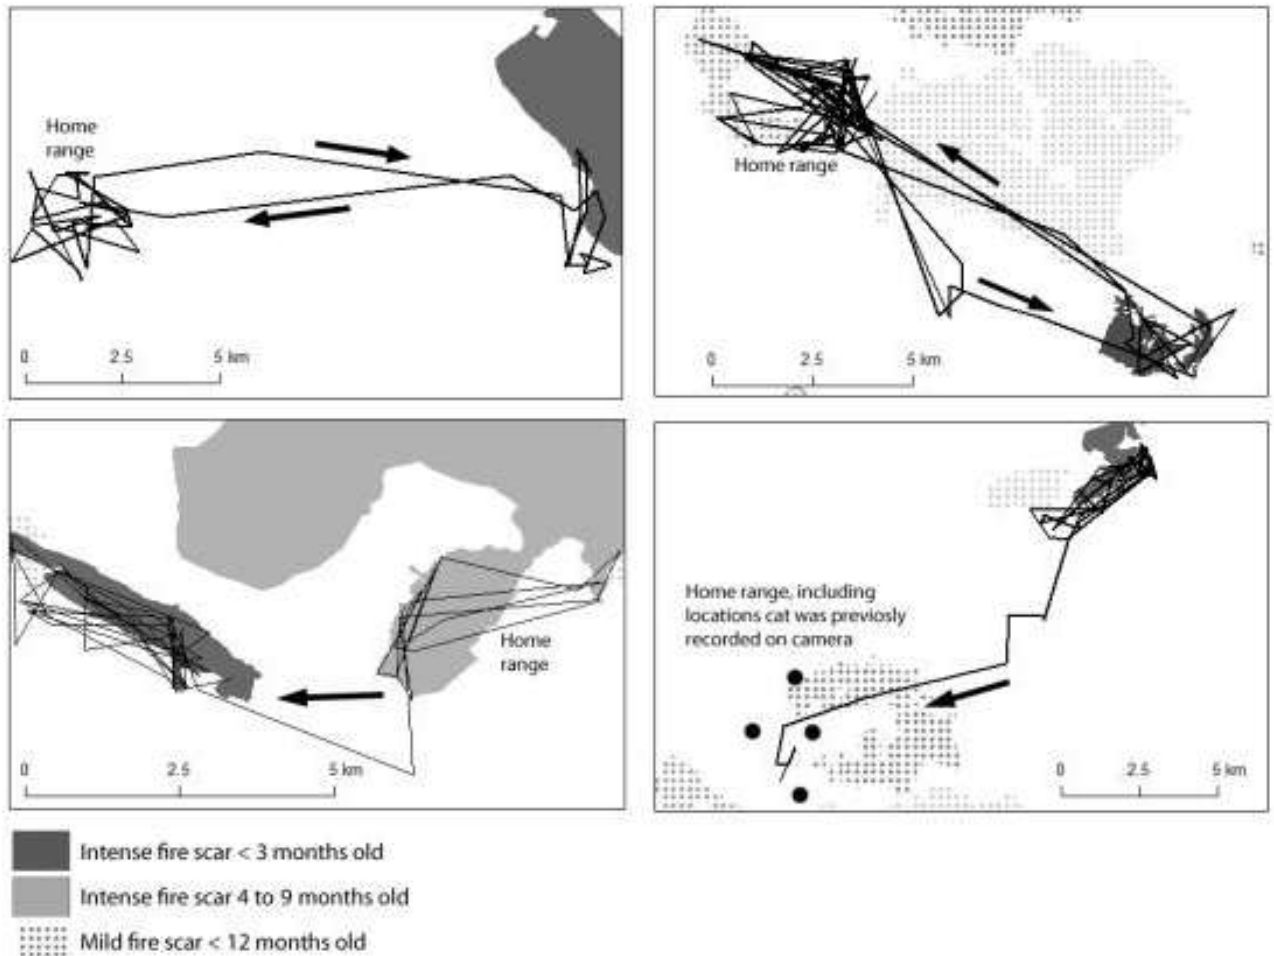 Home
range
0 2.5 5 km
Home range
0 2.5 5 km
Home
range
0 2.5 5 km
Home range, including
locations cat was previosly
recorded on camera
0 2.5 5 km
Intense fire scar < 3 months old
Intense fire scar 4 to 9 months old
Mild fire scar < 12 months old